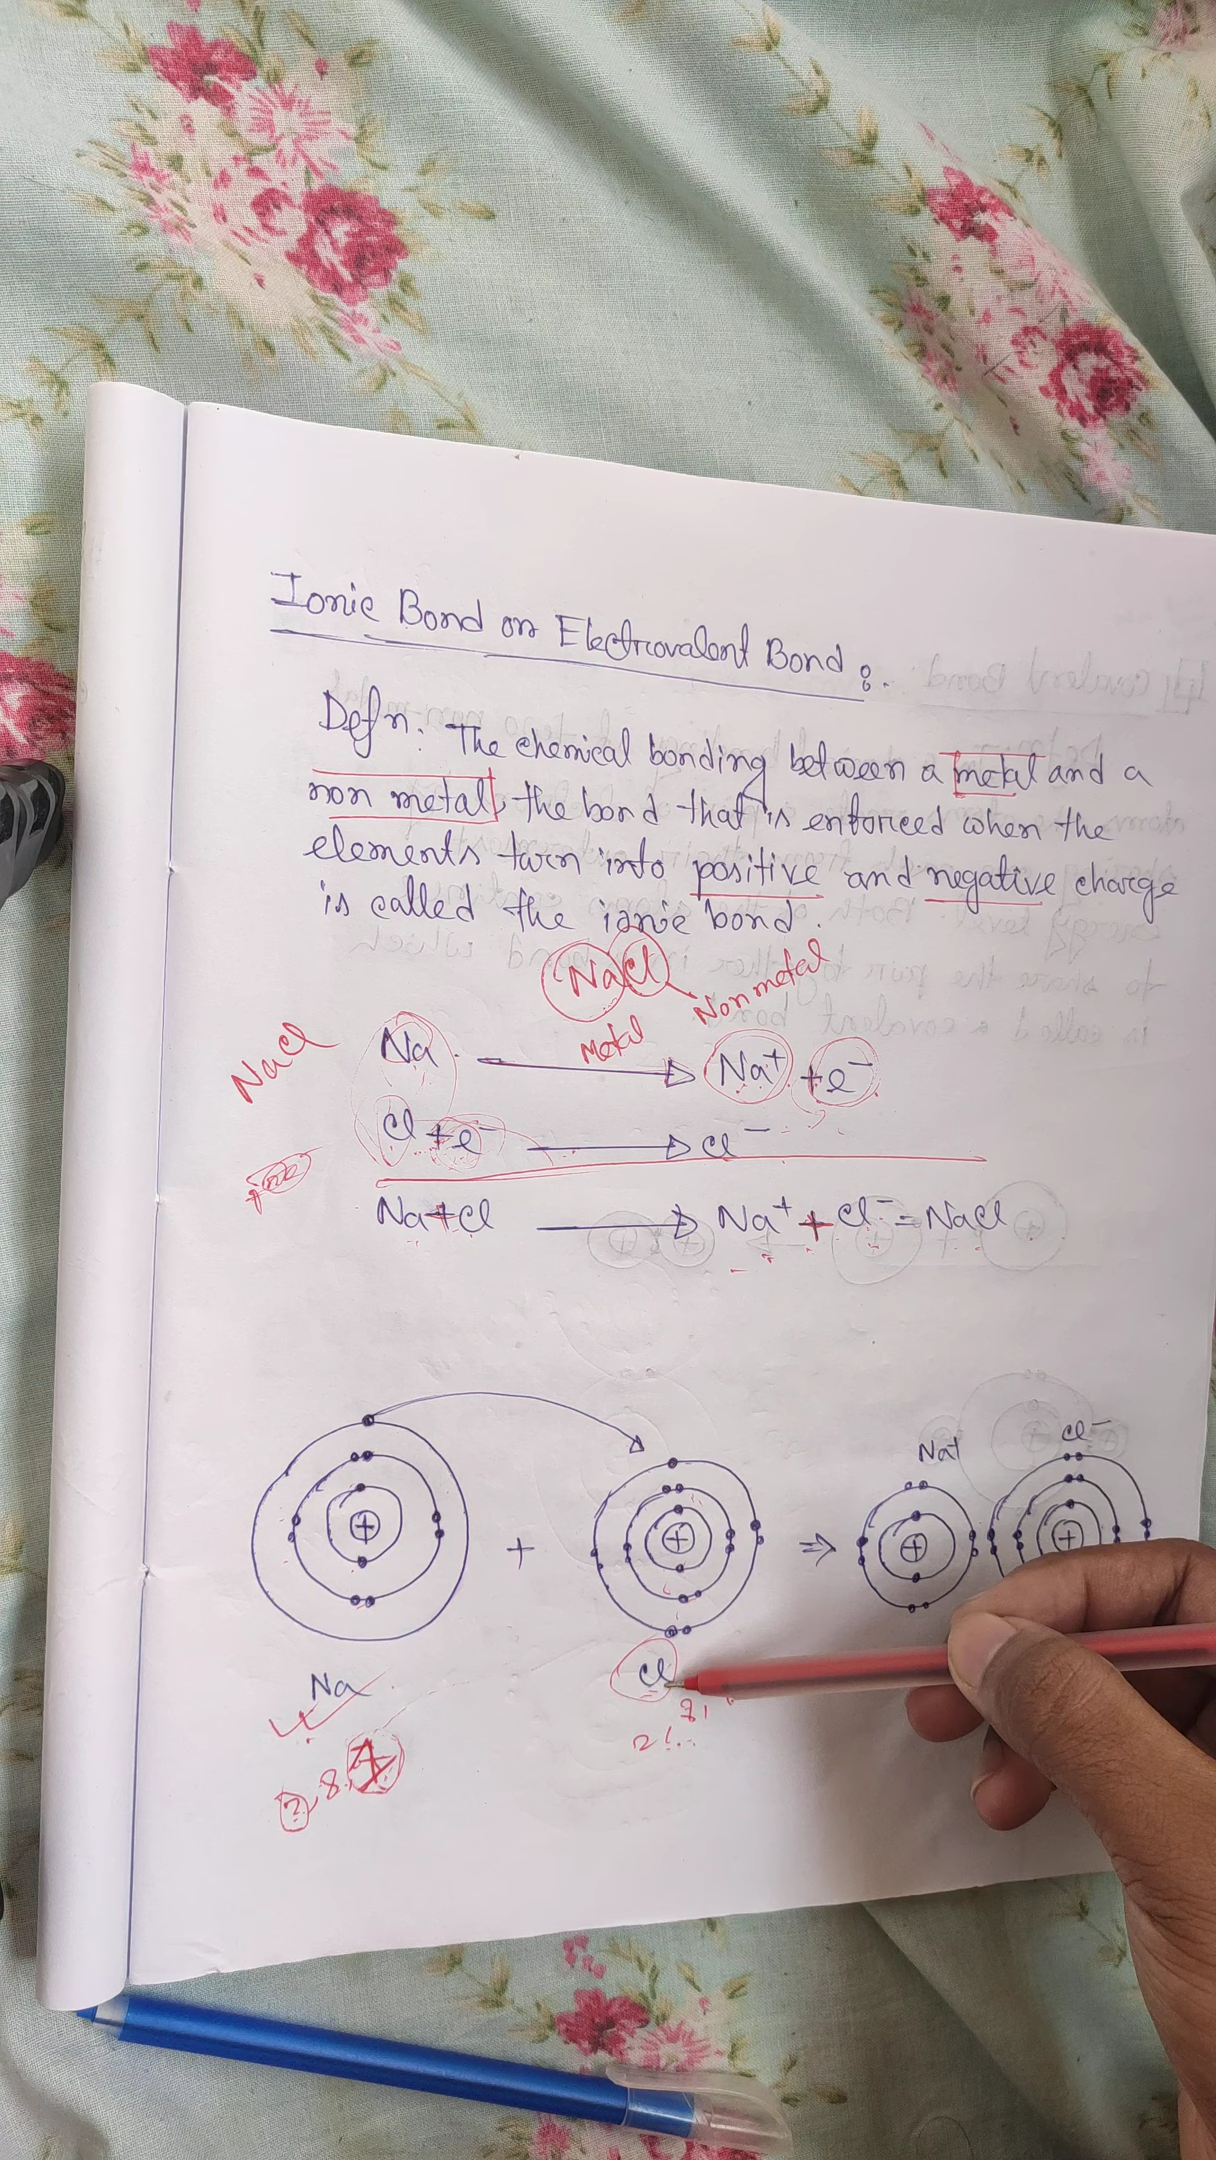 Ionic Bond or Electrovalent Bond :.
Defn: The chemical bonding between a metal and a
non metal, the bond that is enforced when the
elements turn into positive and negative charge
is called the ionic bond.
NaCl
Metal
Non metal
NaCl
Na → Na⁺ + e⁻
Cl + e⁻ → Cl⁻
Na + Cl → Na⁺ + Cl⁻ = NaCl
Na⁺ Cl⁻
+ + + ⇒ + +
Na
Cl
2, 8,